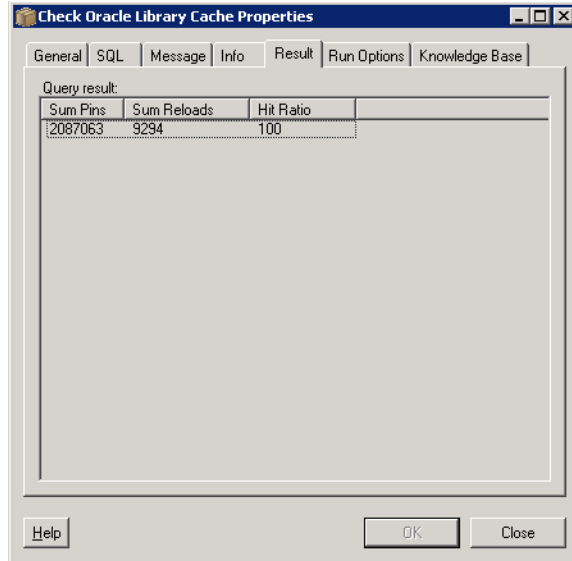 Check Oracle Library Cache Properties
General SQL Message Info Result Run Options Knowledge Base
Query result:
Sum Pins Sum Reloads Hit Ratio
2087063 9294 100
Help OK Close